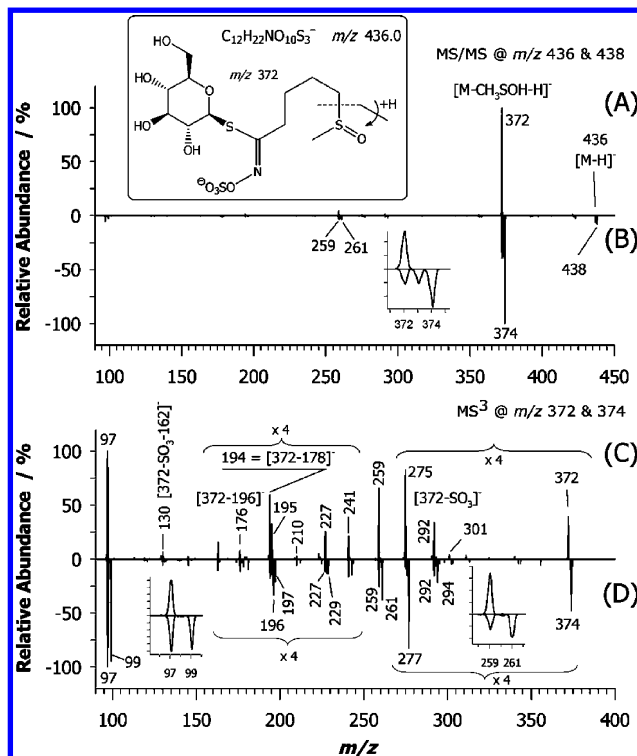 C12H22NO10S3− m/z 436.0
MS/MS @ m/z 436 & 438
m/z 372
[M-CH3SOH-H]−
(A)
HO
HO
O
HO
OH
S
+H
S
O
N
⊖O3SO
372
436
[M-H]−
Relative Abundance / %
100
50
0
-50
-100
259 261
372 374
374
438
(B)
100 150 200 250 300 350 400 450
MS3 @ m/z 372 & 374
(C)
Relative Abundance / %
100
50
0
-50
-100
97
130 [372-SO3-162]−
x 4
194 = [372-178]−
[372-196]−
176
195
210
227
241
259
x 4
275
[372-SO3]−
292
301
372
97
99
97 99
196
197
227
229
x 4
259
261
277
292
294
259 261
374
x 4
(D)
100 150 200 250 300 350 400
m/z